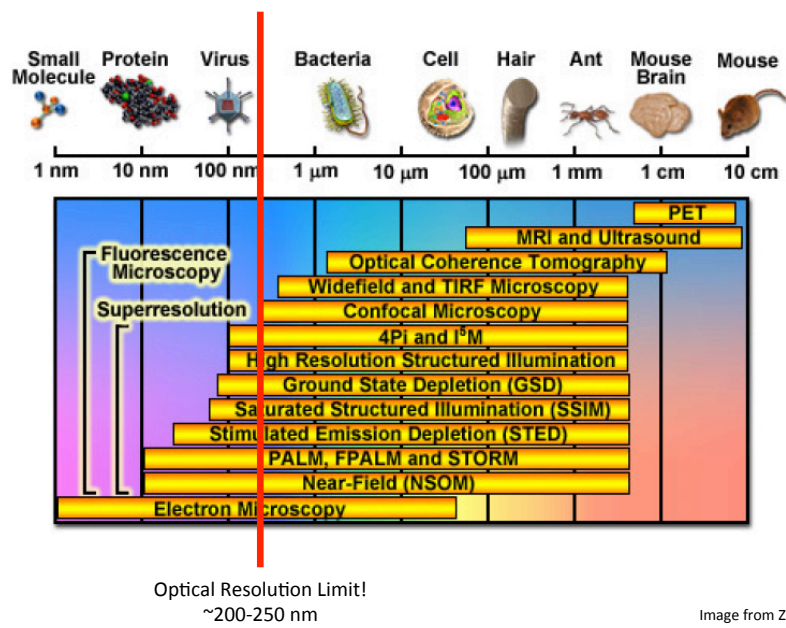 Small Molecule Protein Virus Bacteria Cell Hair Ant Mouse Brain Mouse
1 nm 10 nm 100 nm 1 μm 10 μm 100 μm 1 mm 1 cm 10 cm
PET
MRI and Ultrasound
Fluorescence Microscopy
Optical Coherence Tomography
Widefield and TIRF Microscopy
Superresolution
Confocal Microscopy
4Pi and I⁵M
High Resolution Structured Illumination
Ground State Depletion (GSD)
Saturated Structured Illumination (SSIM)
Stimulated Emission Depletion (STED)
PALM, FPALM and STORM
Near-Field (NSOM)
Electron Microscopy
Optical Resolution Limit!
~200-250 nm
Image from Z